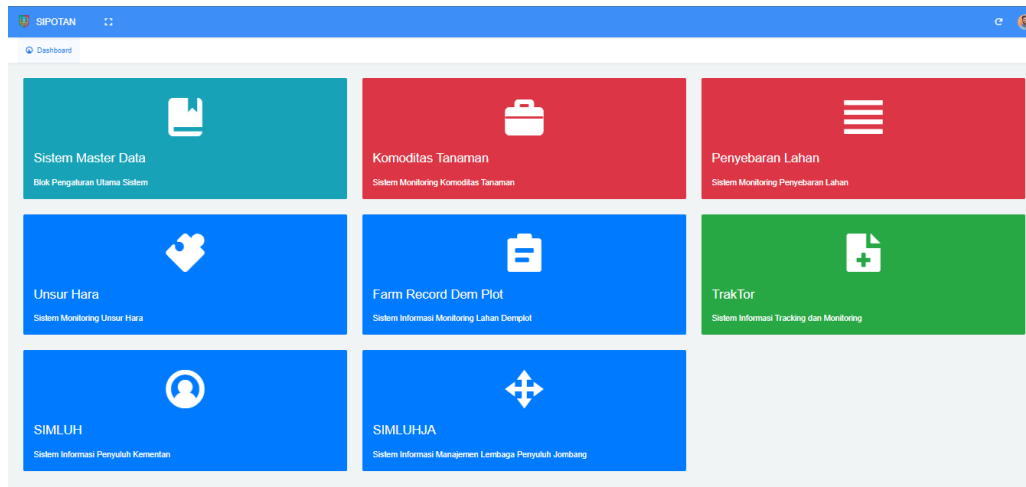 SIPOTAN
Dashboard
Sistem Master Data
Blok Pengaturan Utama Sistem
Komoditas Tanaman
Sistem Monitoring Komoditas Tanaman
Penyebaran Lahan
Sistem Monitoring Penyebaran Lahan
Unsur Hara
Sistem Monitoring Unsur Hara
Farm Record Dem Plot
Sistem Informasi Monitoring Lahan Demplot
TrakTor
Sistem Informasi Tracking dan Monitoring
SIMLUH
Sistem Informasi Penyuluh Kementan
SIMLUHJA
Sistem Informasi Manajemen Lembaga Penyuluh Jombang